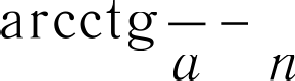 arcctg — -
a n